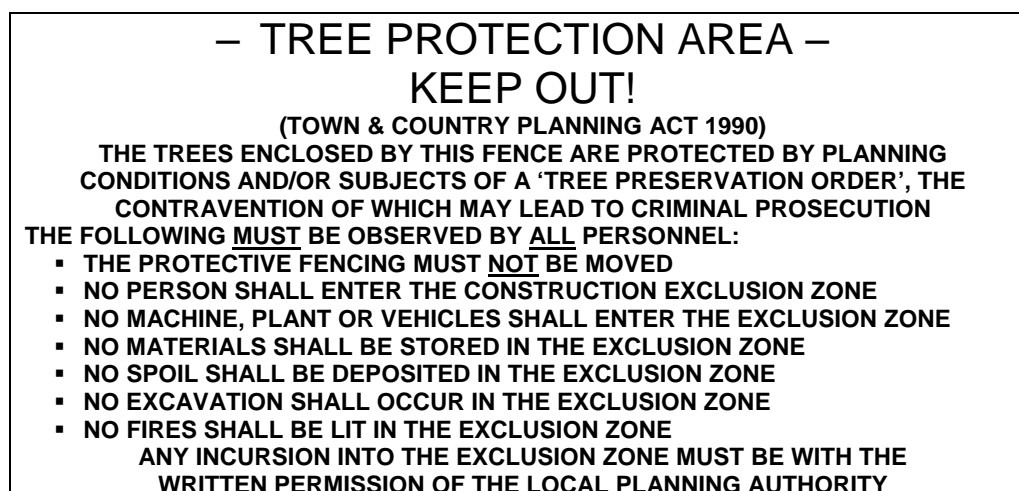 – TREE PROTECTION AREA –
KEEP OUT!
(TOWN & COUNTRY PLANNING ACT 1990)
THE TREES ENCLOSED BY THIS FENCE ARE PROTECTED BY PLANNING
CONDITIONS AND/OR SUBJECTS OF A ‘TREE PRESERVATION ORDER’, THE
CONTRAVENTION OF WHICH MAY LEAD TO CRIMINAL PROSECUTION
THE FOLLOWING MUST BE OBSERVED BY ALL PERSONNEL:
▪ THE PROTECTIVE FENCING MUST NOT BE MOVED
▪ NO PERSON SHALL ENTER THE CONSTRUCTION EXCLUSION ZONE
▪ NO MACHINE, PLANT OR VEHICLES SHALL ENTER THE EXCLUSION ZONE
▪ NO MATERIALS SHALL BE STORED IN THE EXCLUSION ZONE
▪ NO SPOIL SHALL BE DEPOSITED IN THE EXCLUSION ZONE
▪ NO EXCAVATION SHALL OCCUR IN THE EXCLUSION ZONE
▪ NO FIRES SHALL BE LIT IN THE EXCLUSION ZONE
ANY INCURSION INTO THE EXCLUSION ZONE MUST BE WITH THE
WRITTEN PERMISSION OF THE LOCAL PLANNING AUTHORITY